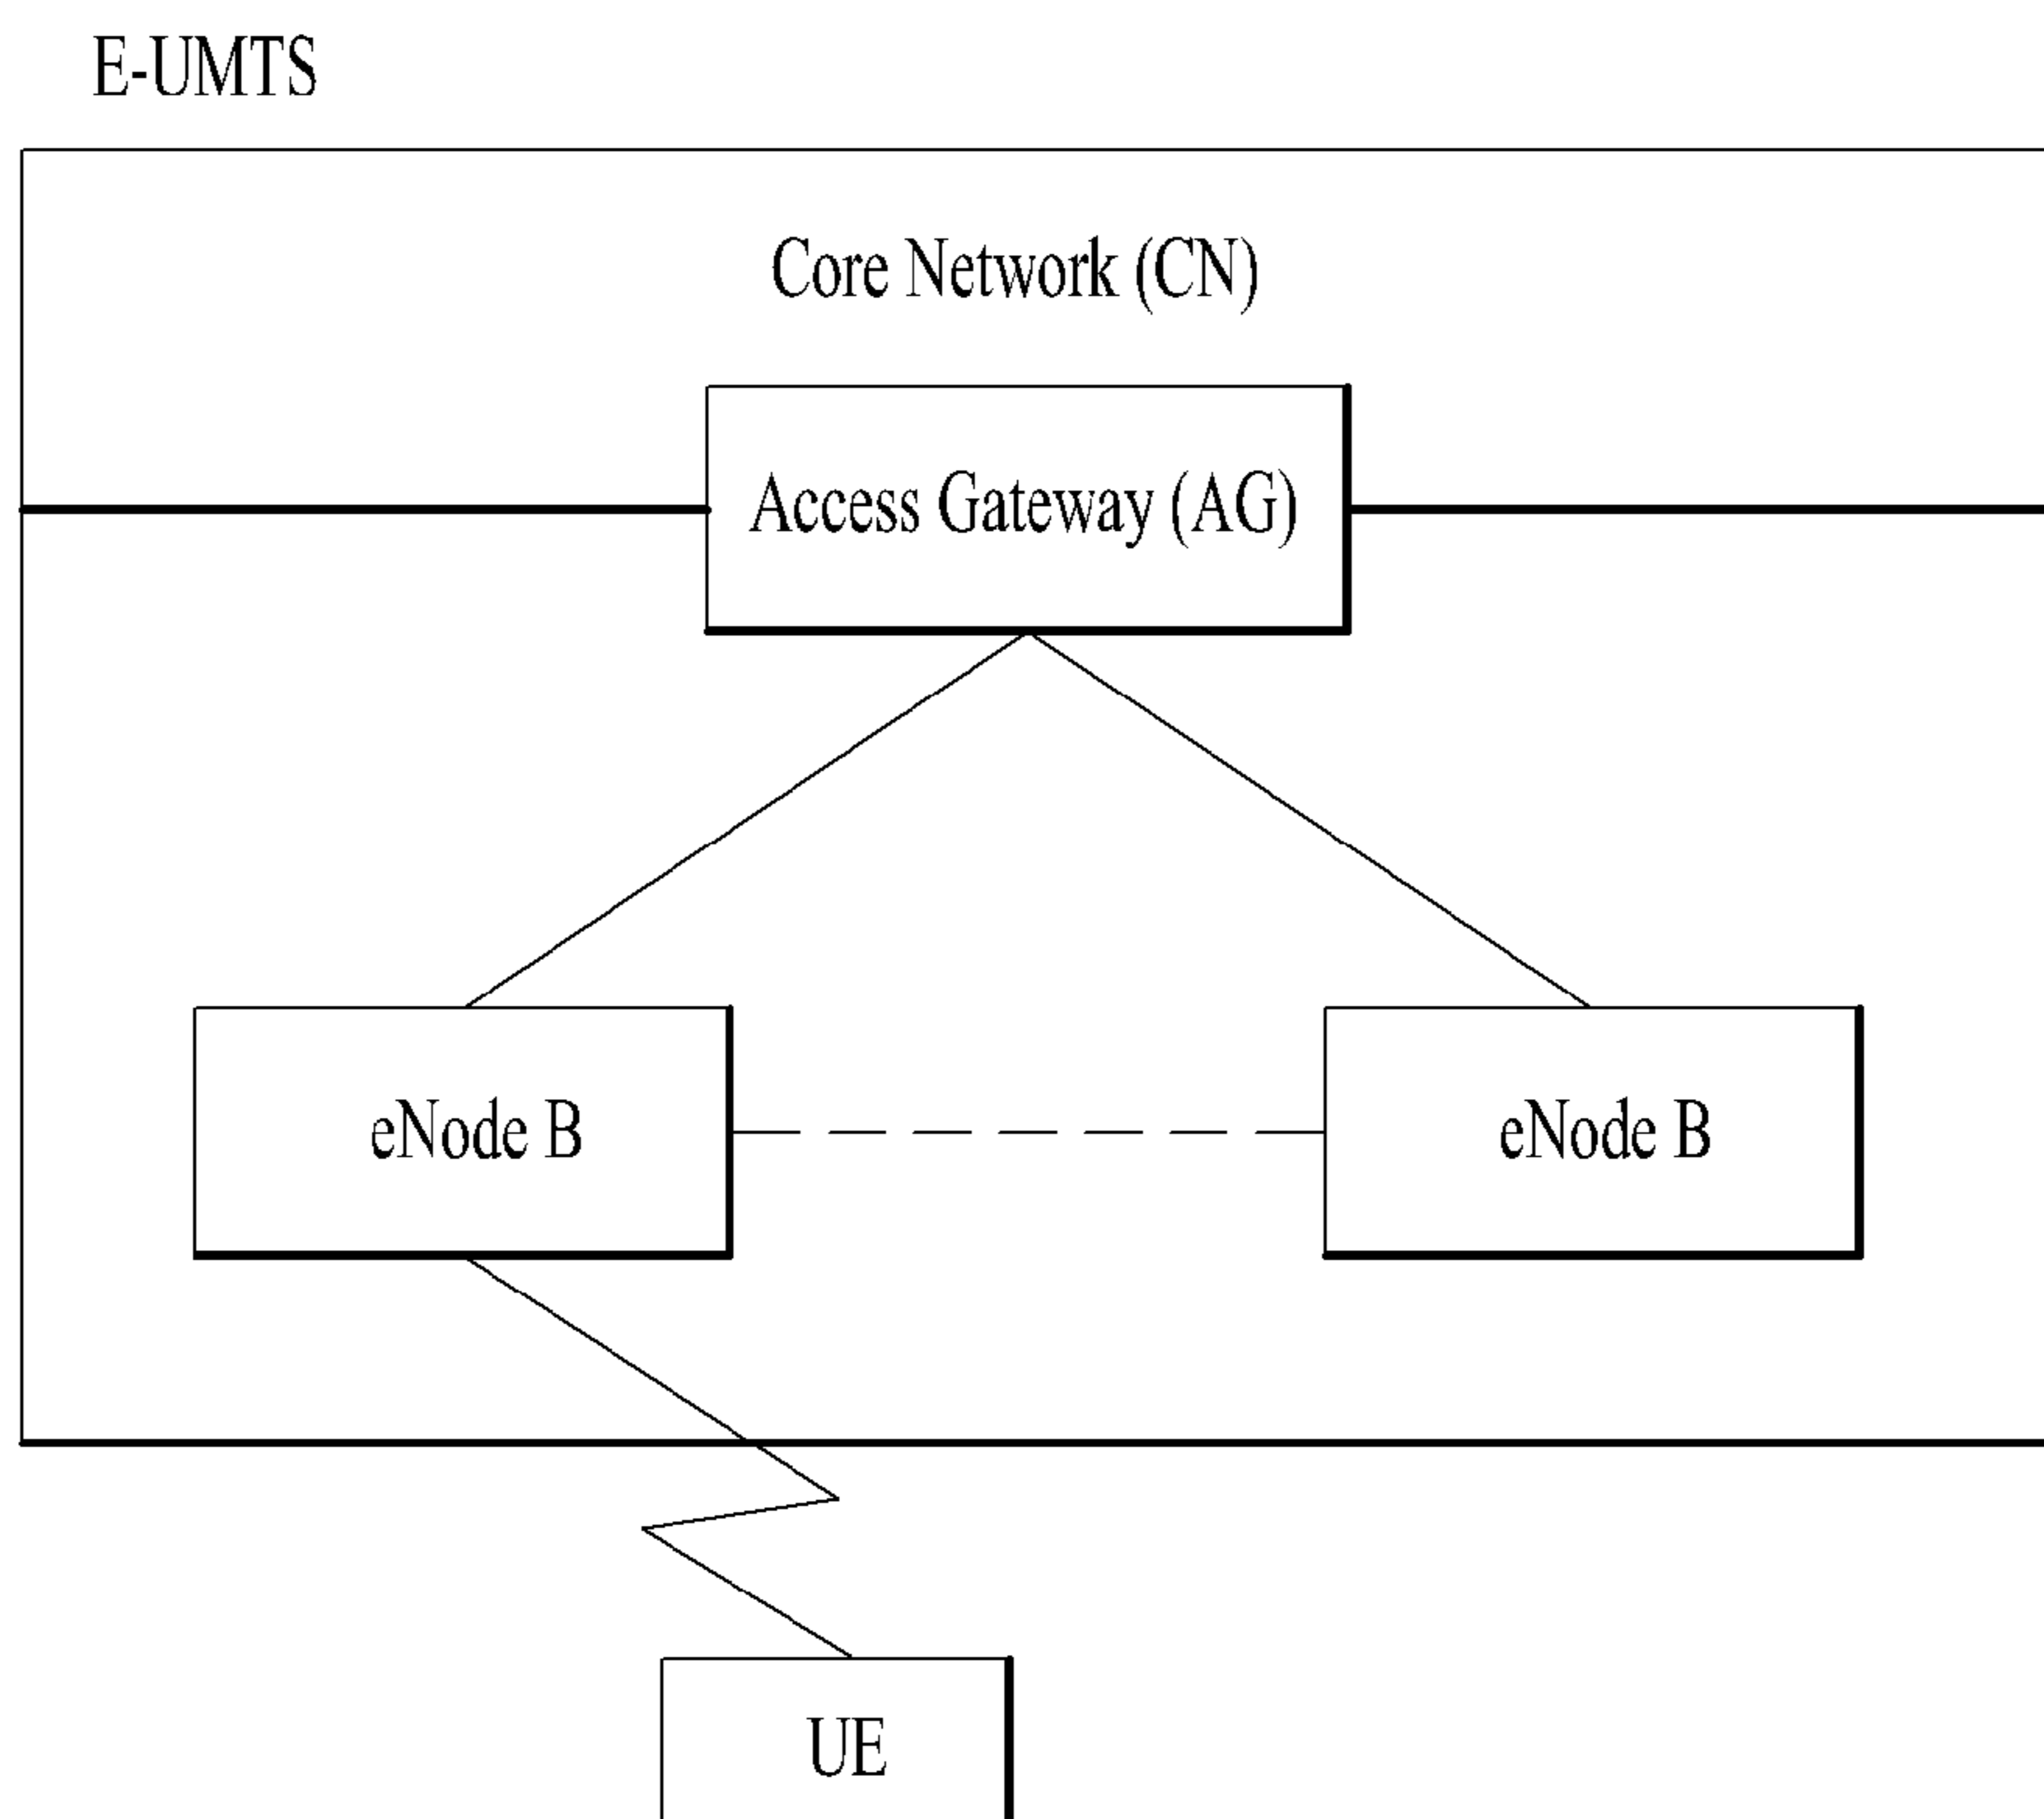 E-UMTS
Core Network (CN)
Access Gateway (AG)
eNode B
eNode B
UE